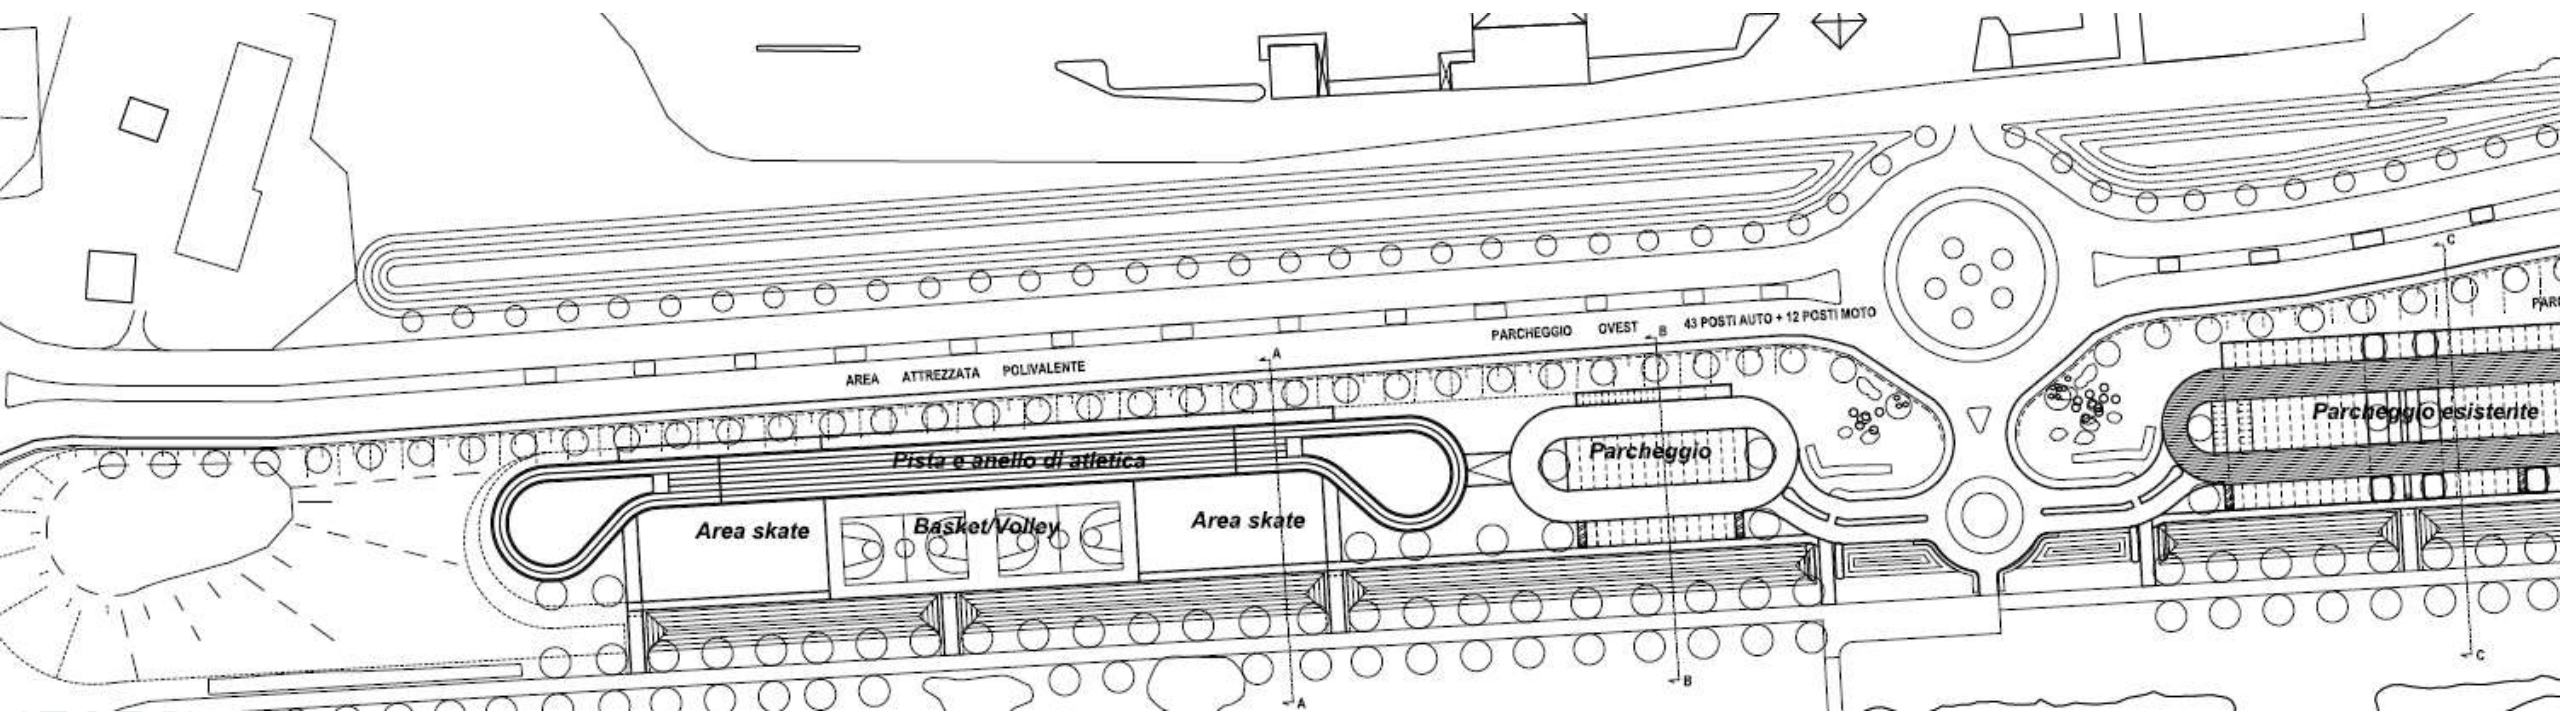 C
PAR
PARCHEGGIO OVEST B 43 POSTI AUTO + 12 POSTI MOTO
A
AREA ATTREZZATA POLIVALENTE
Parcheggio esistente
Parcheggio
Pista e anello di atletica
Area skate
Basket/Volley
Area skate
C
B
A